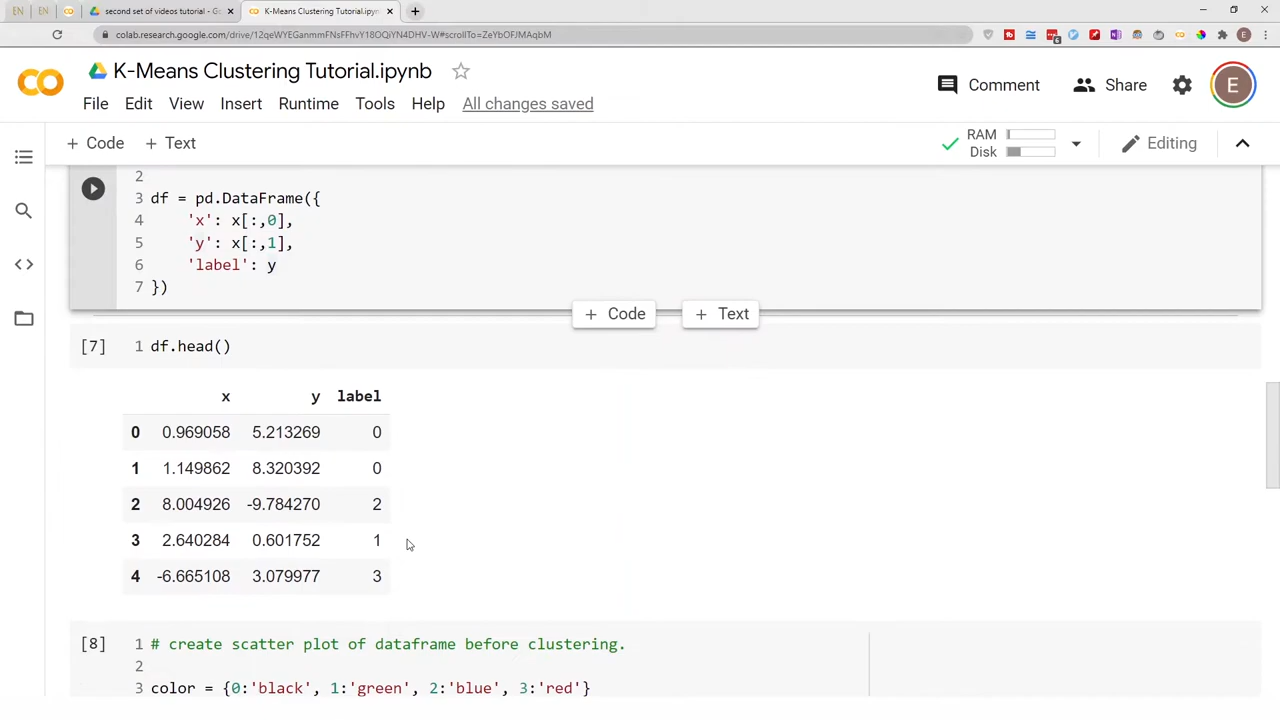 EN EN second set of videos tutorial - Go K-Means Clustering Tutorial.ipynb
colab.research.google.com/drive/12qeWYEGanmmFNsFFhvY18OQiYN4DHV-W#scrollTo=ZeYbOFJMAqbM
K-Means Clustering Tutorial.ipynb
Comment Share E
File Edit View Insert Runtime Tools Help All changes saved
+ Code + Text RAM Disk Editing
2
3 df = pd.DataFrame({
4 'x': x[:,0],
5 'y': x[:,1],
6 'label': y
7 })
+ Code + Text
[7] 1 df.head()
x y label
0 0.969058 5.213269 0
1 1.149862 8.320392 0
2 8.004926 -9.784270 2
3 2.640284 0.601752 1
4 -6.665108 3.079977 3
[8] 1 # create scatter plot of dataframe before clustering.
2
3 color = {0:'black', 1:'green', 2:'blue', 3:'red'}